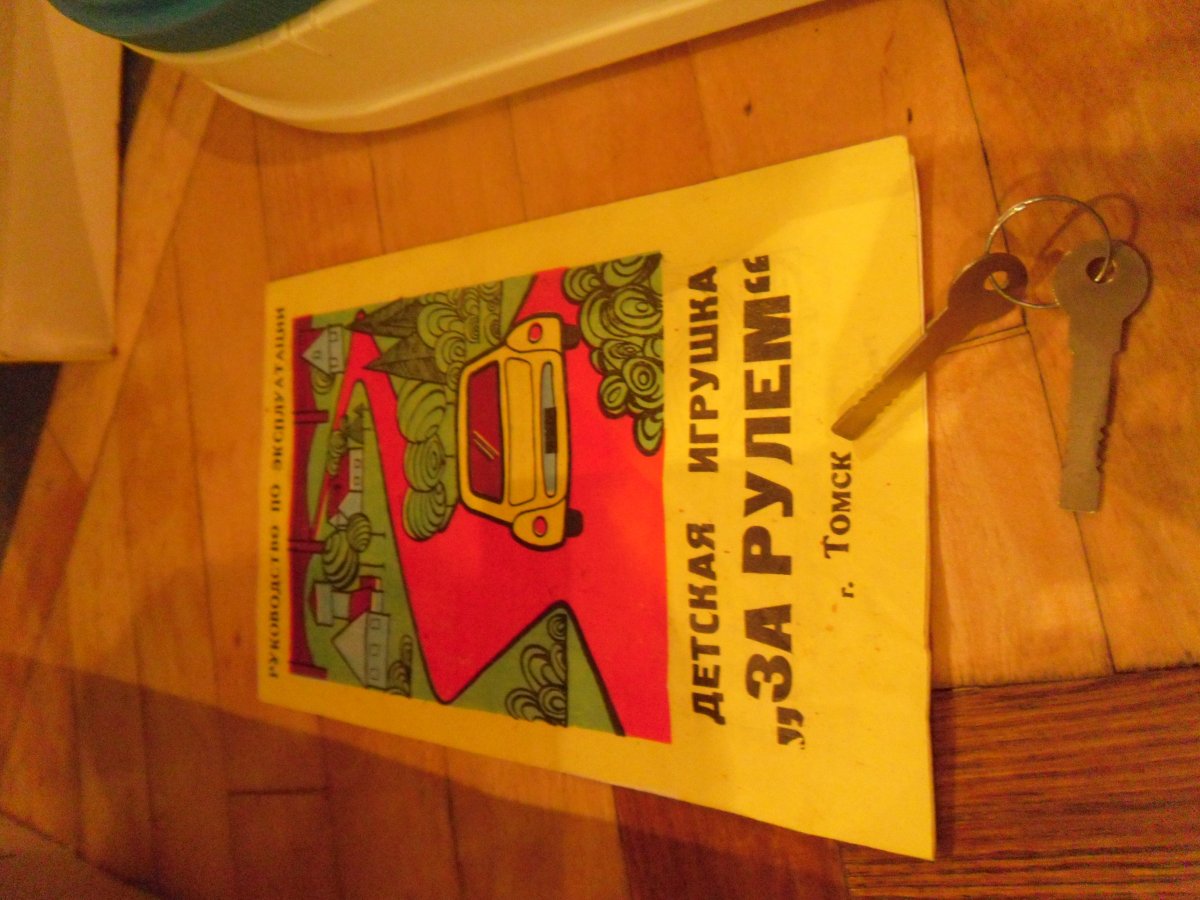 РУКОВОДСТВО ПО ЭКСПЛУАТАЦИИ
ДЕТСКАЯ ИГРУШКА
„ЗА РУЛЕМ“
г. Томск